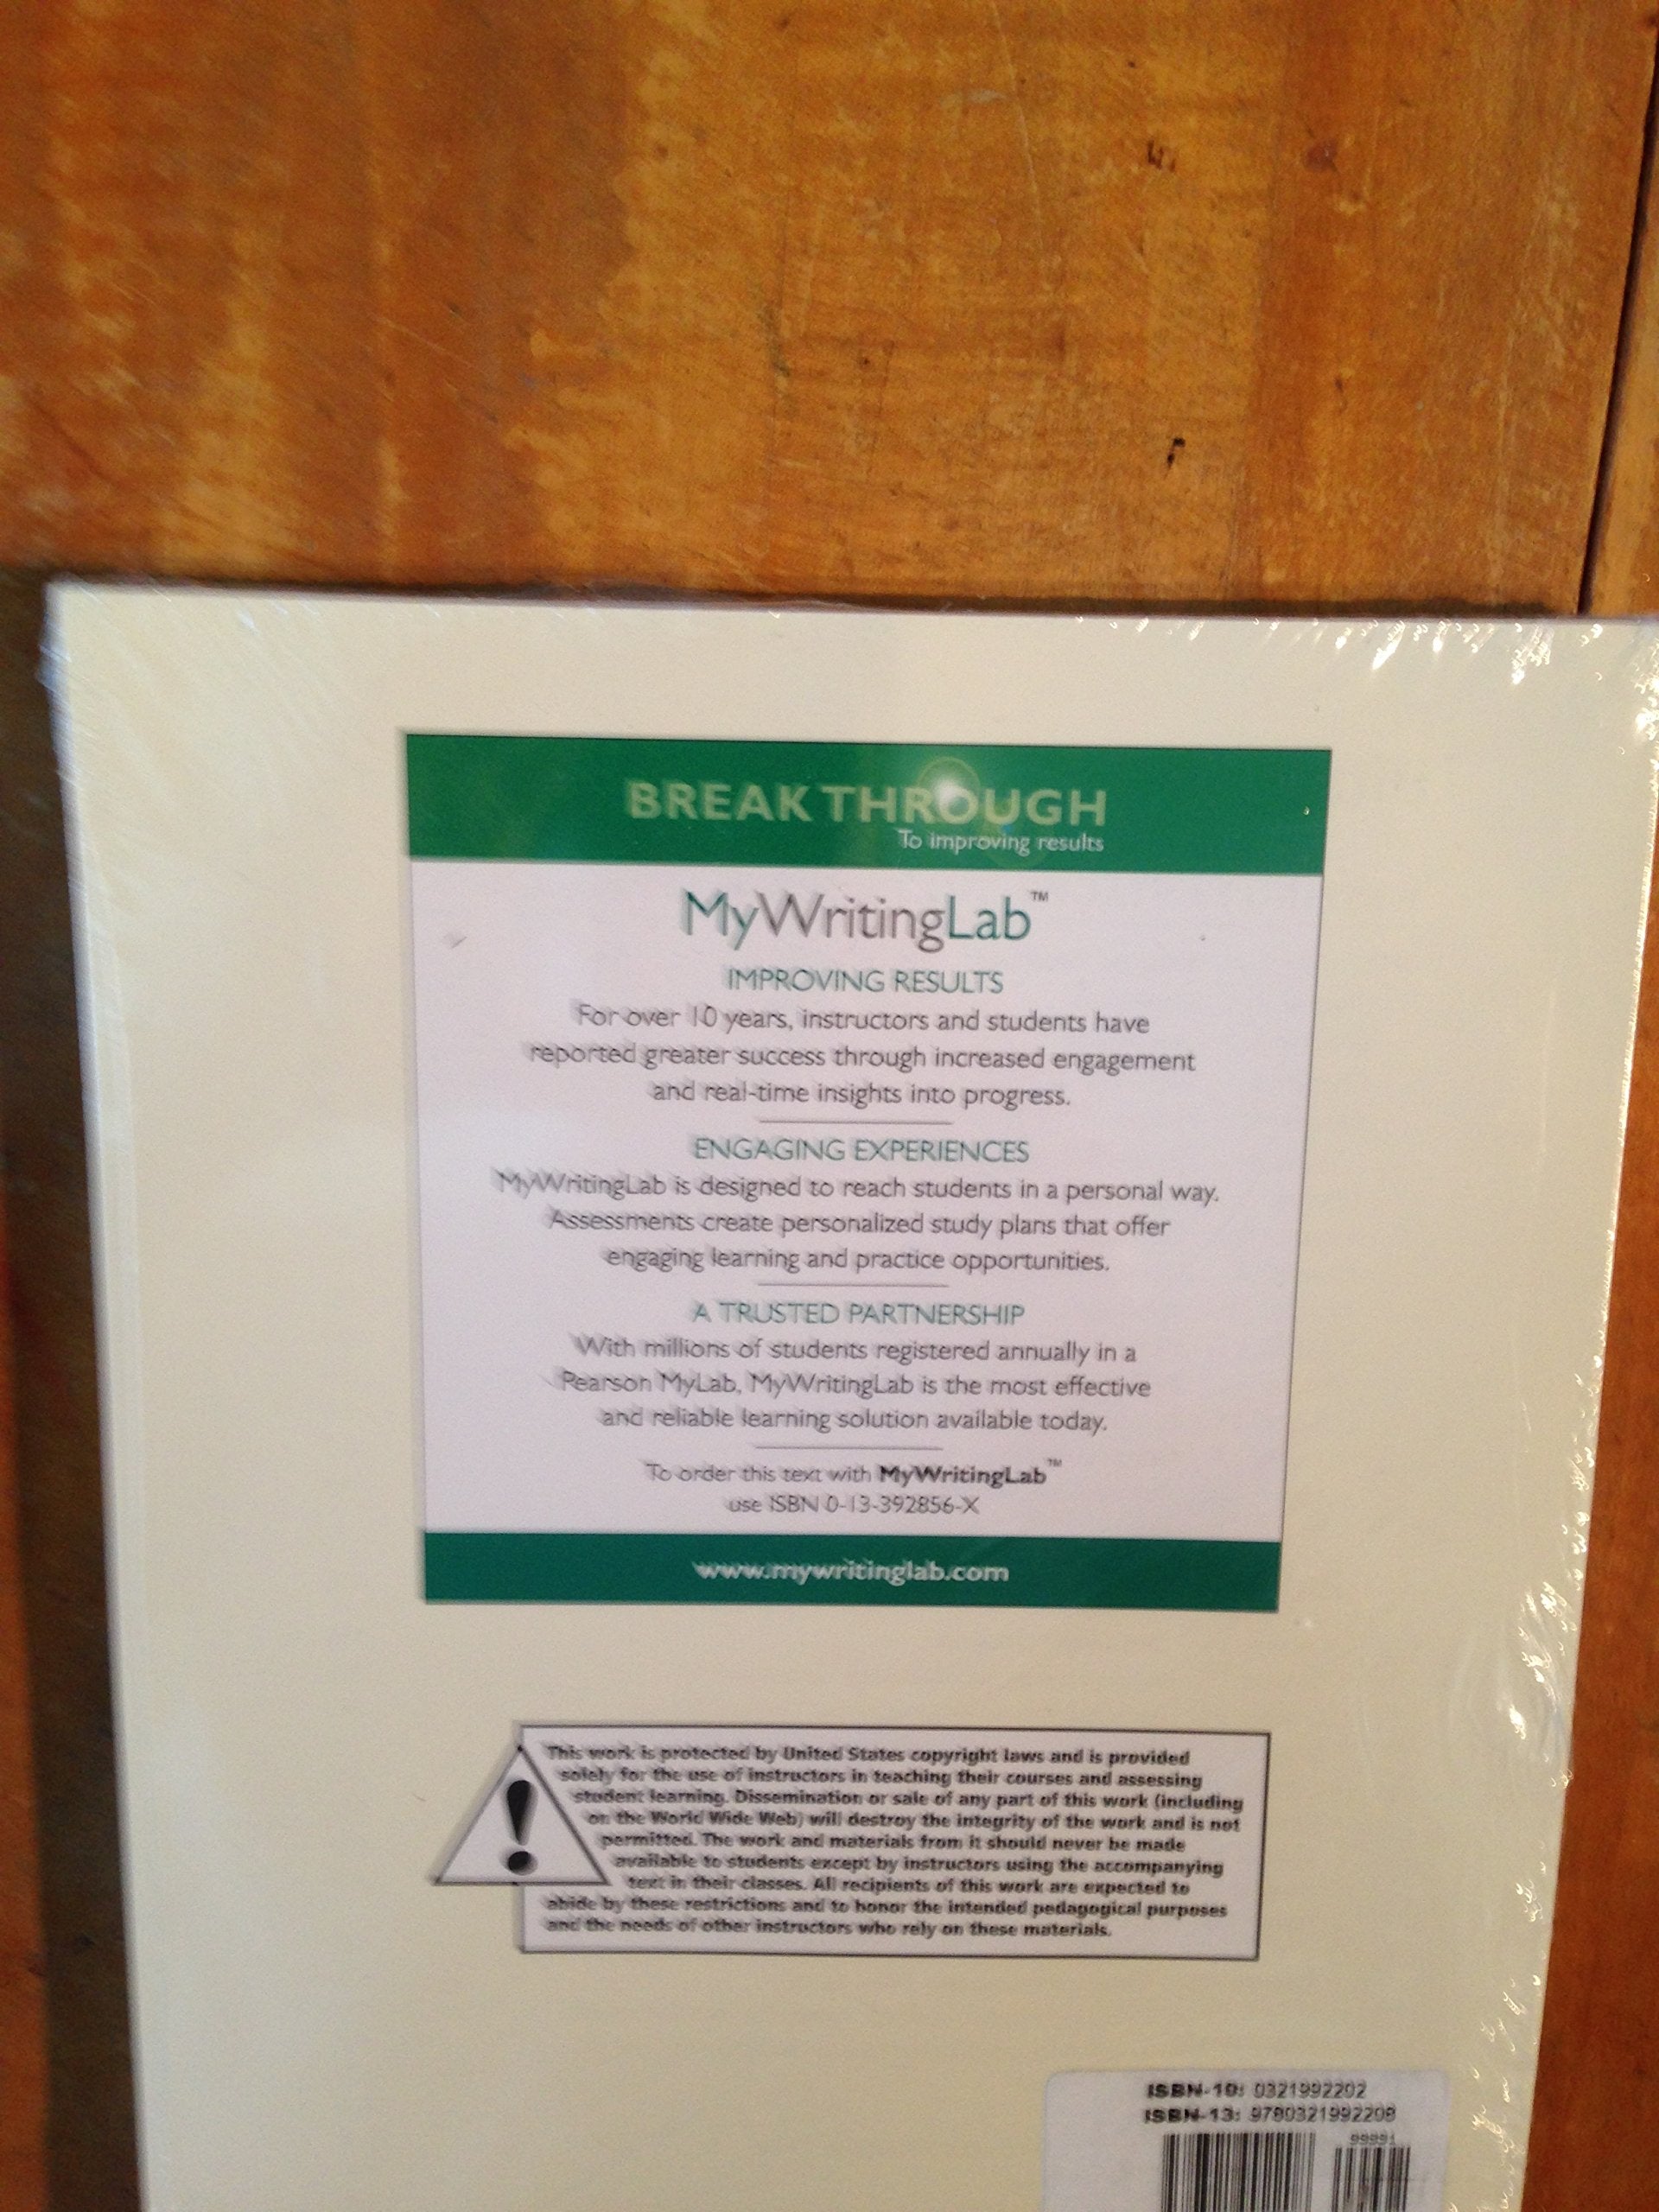 BREAKTHROUGH
To improving results
MyWritingLab™
IMPROVING RESULTS
For over 10 years, instructors and students have
reported greater success through increased engagement
and real-time insights into progress.
ENGAGING EXPERIENCES
MyWritingLab is designed to reach students in a personal way.
Assessments create personalized study plans that offer
engaging learning and practice opportunities.
A TRUSTED PARTNERSHIP
With millions of students registered annually in a
Pearson MyLab, MyWritingLab is the most effective
and reliable learning solution available today.
To order this text with MyWritingLab™
use ISBN 0-13-392856-X
www.mywritinglab.com
This work is protected by United States copyright laws and is provided
solely for the use of instructors in teaching their courses and assessing
student learning. Dissemination or sale of any part of this work (including
on the World Wide Web) will destroy the integrity of the work and is not
permitted. The work and materials from it should never be made
available to students except by instructors using the accompanying
text in their classes. All recipients of this work are expected to
abide by these restrictions and to honor the intended pedagogical purposes
and the needs of other instructors who rely on these materials.
ISBN-10: 0321992202
ISBN-13: 9780321992208
99991